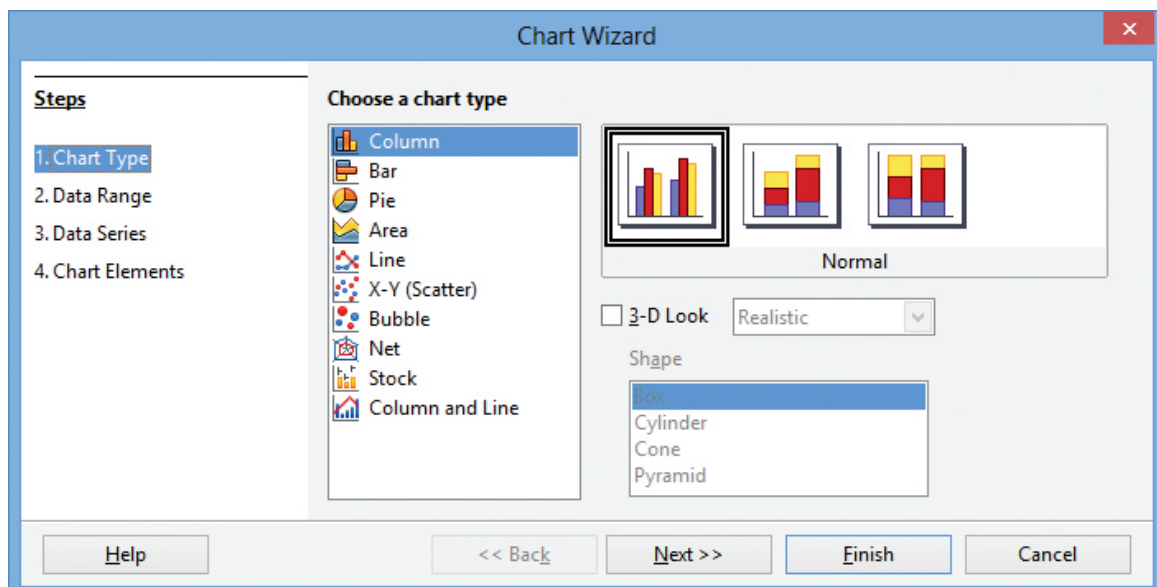 Chart Wizard
Steps
1. Chart Type
2. Data Range
3. Data Series
4. Chart Elements
Choose a chart type
Column
Bar
Pie
Area
Line
X-Y (Scatter)
Bubble
Net
Stock
Column and Line
Normal
3-D Look
Realistic
Shape
Box
Cylinder
Cone
Pyramid
Help
<< Back
Next >>
Finish
Cancel